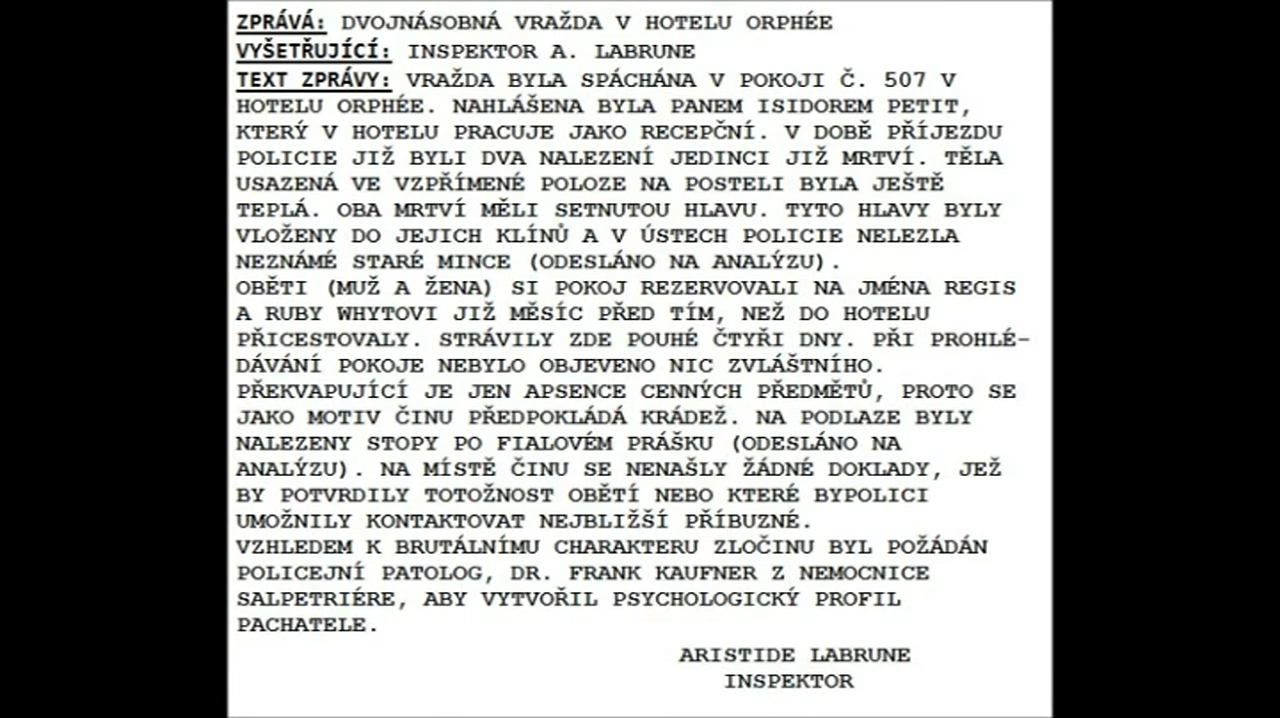 ZPRÁVÁ: DVOJNÁSOBNÁ VRAŽDA V HOTELU ORPHÉE
VYŠETŘUJÍCÍ: INSPEKTOR A. LABRUNE
TEXT ZPRÁVY: VRAŽDA BYLA SPÁCHÁNA V POKOJI Č. 507 V
HOTELU ORPHÉE. NAHLÁŠENA BYLA PANEM ISIDOREM PETIT,
KTERÝ V HOTELU PRACUJE JAKO RECEPČNÍ. V DOBĚ PŘÍJEZDU
POLICIE JIŽ BYLI DVA NALEZENÍ JEDINCI JIŽ MRTVÍ. TĚLA
USAZENÁ VE VZPŘÍMENÉ POLOZE NA POSTELI BYLA JEŠTĚ
TEPLÁ. OBA MRTVÍ MĚLI SETNUTOU HLAVU. TYTO HLAVY BYLY
VLOŽENY DO JEJICH KLÍNŮ A V ÚSTECH POLICIE NELEZLA
NEZNÁMÉ STARÉ MINCE (ODESLÁNO NA ANALÝZU).
OBĚTI (MUŽ A ŽENA) SI POKOJ REZERVOVALI NA JMÉNA REGIS
A RUBY WHYTOVI JIŽ MĚSÍC PŘED TÍM, NEŽ DO HOTELU
PŘICESTOVALY. STRÁVILY ZDE POUHÉ ČTYŘI DNY. PŘI PROHLÉ-
DÁVÁNÍ POKOJE NEBYLO OBJEVENO NIC ZVLÁŠTNÍHO.
PŘEKVAPUJÍCÍ JE JEN APSENCE CENNÝCH PŘEDMĚTŮ, PROTO SE
JAKO MOTIV ČINU PŘEDPOKLÁDÁ KRÁDEŽ. NA PODLAZE BYLY
NALEZENY STOPY PO FIALOVÉM PRÁŠKU (ODESLÁNO NA
ANALÝZU). NA MÍSTĚ ČINU SE NENAŠLY ŽÁDNÉ DOKLADY, JEŽ
BY POTVRDILY TOTOŽNOST OBĚTÍ NEBO KTERÉ BYPOLICI
UMOŽNILY KONTAKTOVAT NEJBLIŽŠÍ PŘÍBUZNÉ.
VZHLEDEM K BRUTÁLNÍMU CHARAKTERU ZLOČINU BYL POŽÁDÁN
POLICEJNÍ PATOLOG, DR. FRANK KAUFNER Z NEMOCNICE
SALPETRIÉRE, ABY VYTVOŘIL PSYCHOLOGICKÝ PROFIL
PACHATELE.
ARISTIDE LABRUNE
INSPEKTOR